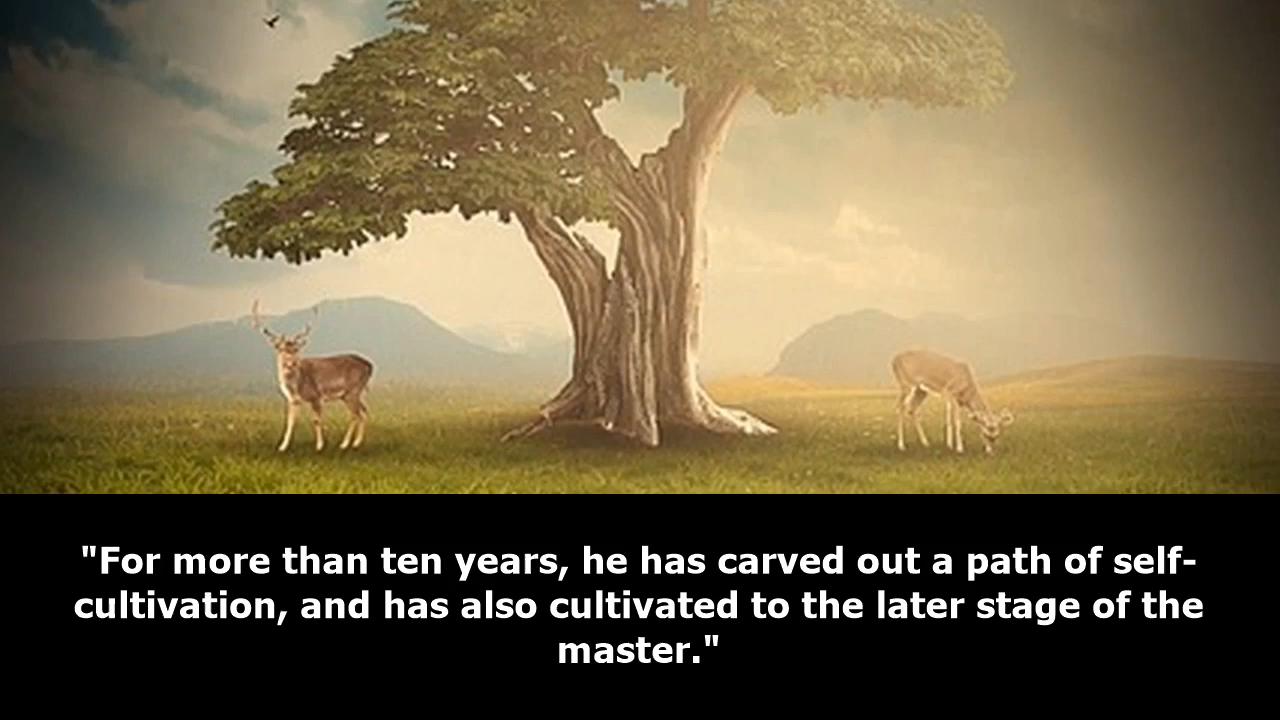 "For more than ten years, he has carved out a path of self-
cultivation, and has also cultivated to the later stage of the
master."